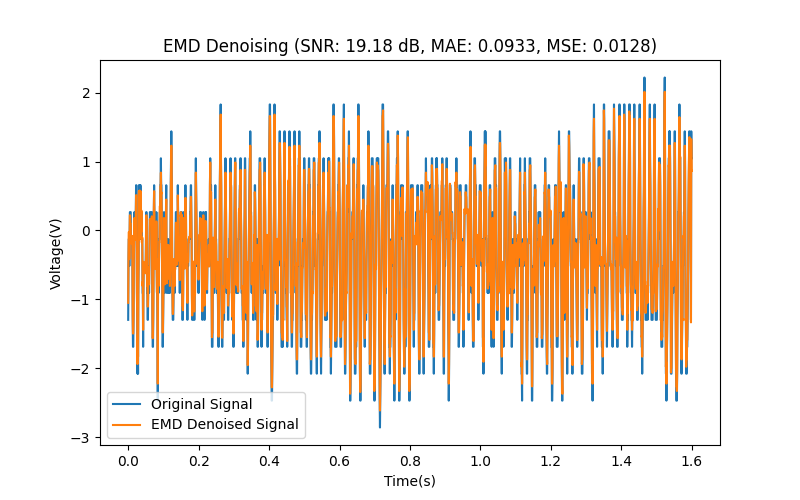 EMD Denoising (SNR: 19.18 dB, MAE: 0.0933, MSE: 0.0128)
2
1
0
−1
−2
−3
Voltage(V)
Original Signal
EMD Denoised Signal
0.0 0.2 0.4 0.6 0.8 1.0 1.2 1.4 1.6
Time(s)